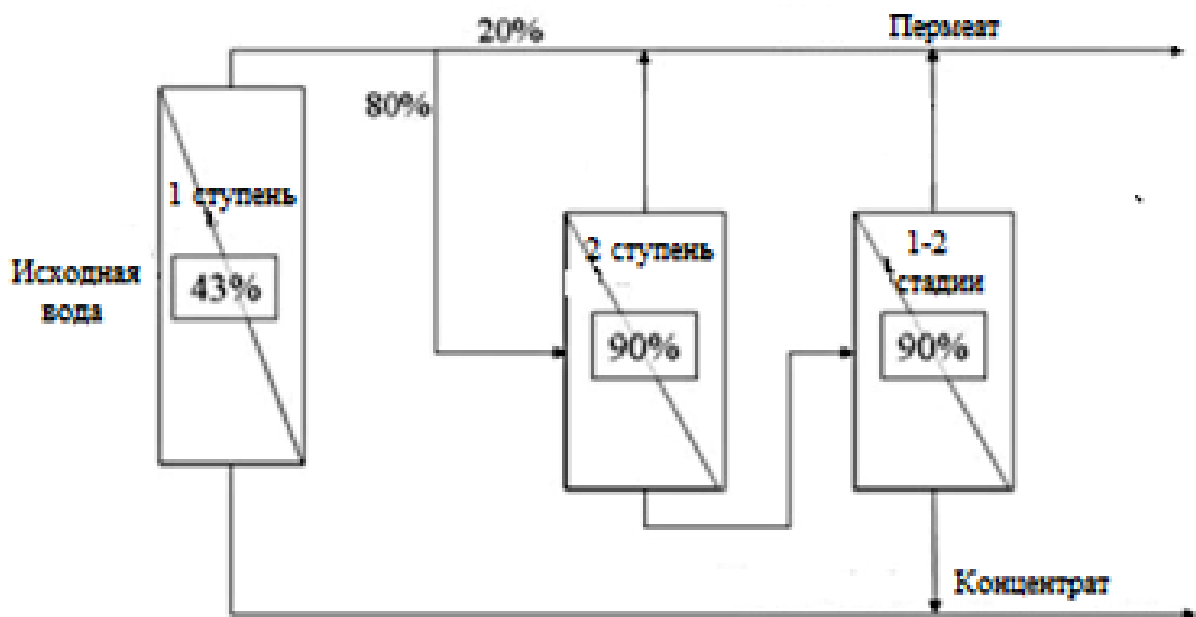 20%
Пермеат
80%
1 ступень
43%
Исходная
вода
2 ступень
90%
1-2
стадии
90%
Концентрат